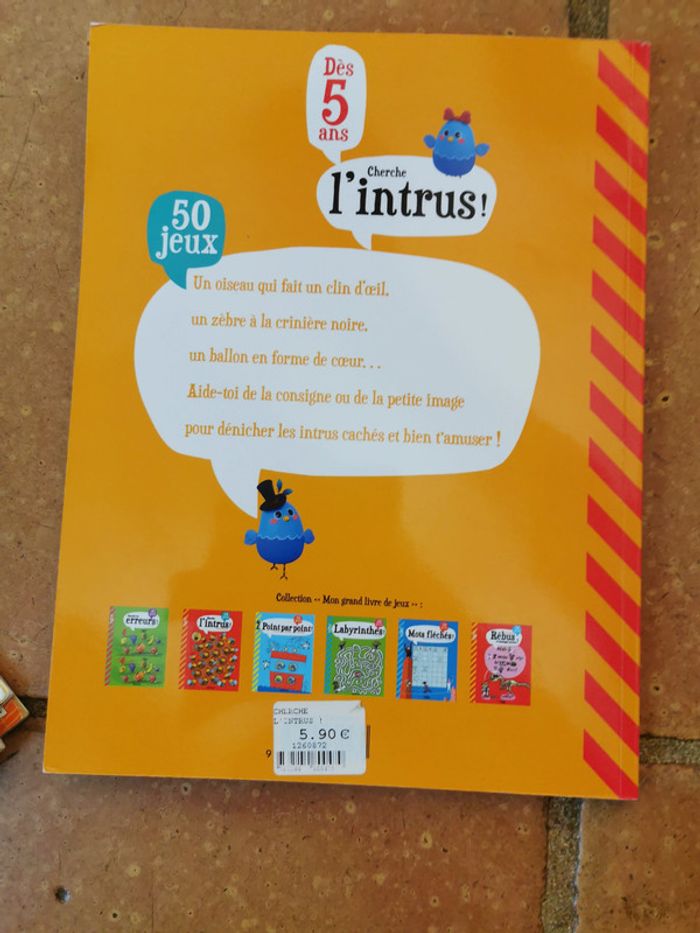 Dès
5
ans
Cherche
l'intrus !
50
jeux
Un oiseau qui fait un clin d'œil,
un zèbre à la crinière noire,
un ballon en forme de cœur...
Aide-toi de la consigne ou de la petite image
pour dénicher les intrus cachés et bien t'amuser !
Collection « Mon grand livre de jeux » :
erreurs !
l'intrus !
Point par point !
Labyrinthes !
Mots fléchés !
Rébus
CHERCHE
L'INTRUS !
5.90 €
1260872
9